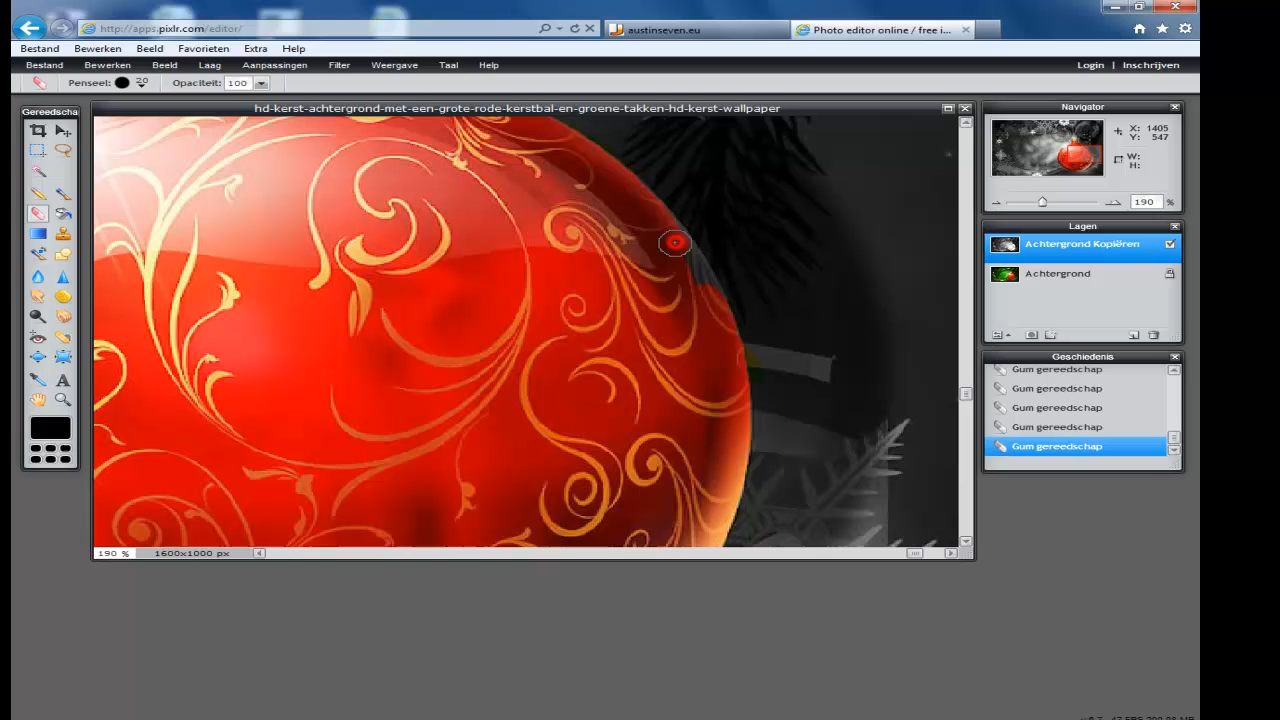 http://apps.pixlr.com/editor/
austinseven.eu
Photo editor online / free i...
Bestand Bewerken Beeld Favorieten Extra Help
Bestand Bewerken Beeld Laag Aanpassingen Filter Weergave Taal Help Login | Inschrijven
Penseel: 20 Opaciteit: 100
Gereedscha
hd-kerst-achtergrond-met-een-grote-rode-kerstbal-en-groene-takken-hd-kerst-wallpaper
Navigator
X: 1405
Y: 547
W:
H:
190 %
Lagen
Achtergrond Kopiëren
Achtergrond
Geschiedenis
Gum gereedschap
Gum gereedschap
Gum gereedschap
Gum gereedschap
Gum gereedschap
190 % 1600x1000 px